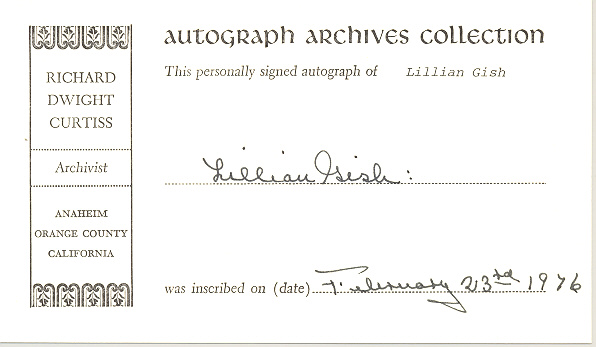 autograph archives collection
RICHARD
DWIGHT
CURTISS
Archivist
ANAHEIM
ORANGE COUNTY
CALIFORNIA
This personally signed autograph of Lillian Gish
Lillian Gish:
was inscribed on (date) February 23rd 1976